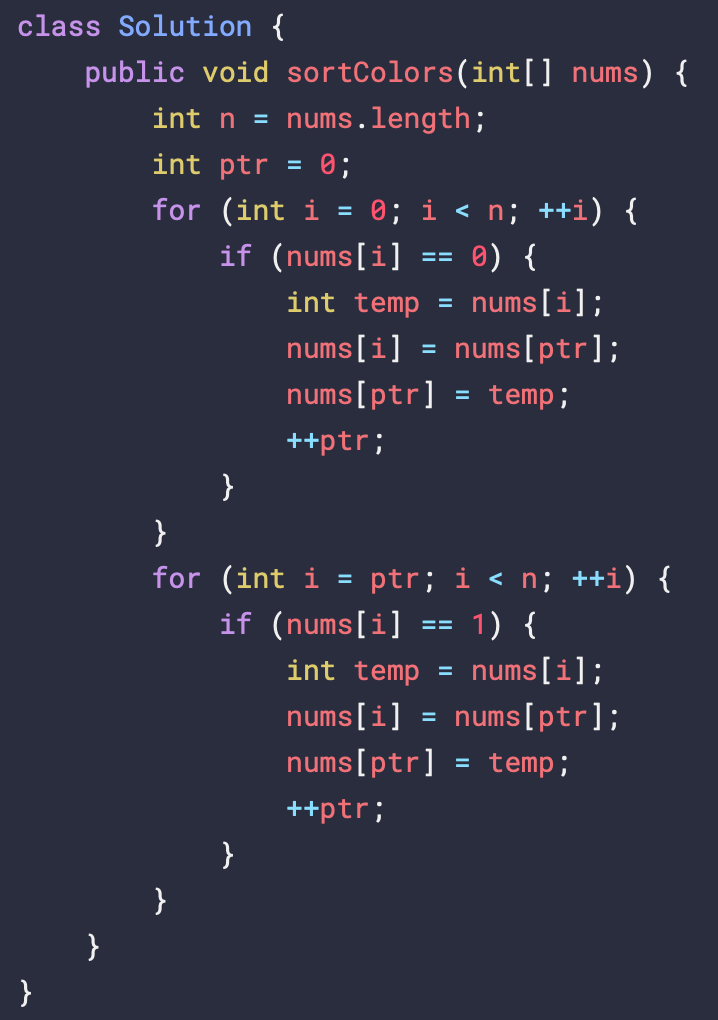 class Solution {
    public void sortColors(int[] nums) {
        int n = nums.length;
        int ptr = 0;
        for (int i = 0; i < n; ++i) {
            if (nums[i] == 0) {
                int temp = nums[i];
                nums[i] = nums[ptr];
                nums[ptr] = temp;
                ++ptr;
            }
        }
        for (int i = ptr; i < n; ++i) {
            if (nums[i] == 1) {
                int temp = nums[i];
                nums[i] = nums[ptr];
                nums[ptr] = temp;
                ++ptr;
            }
        }
    }
}